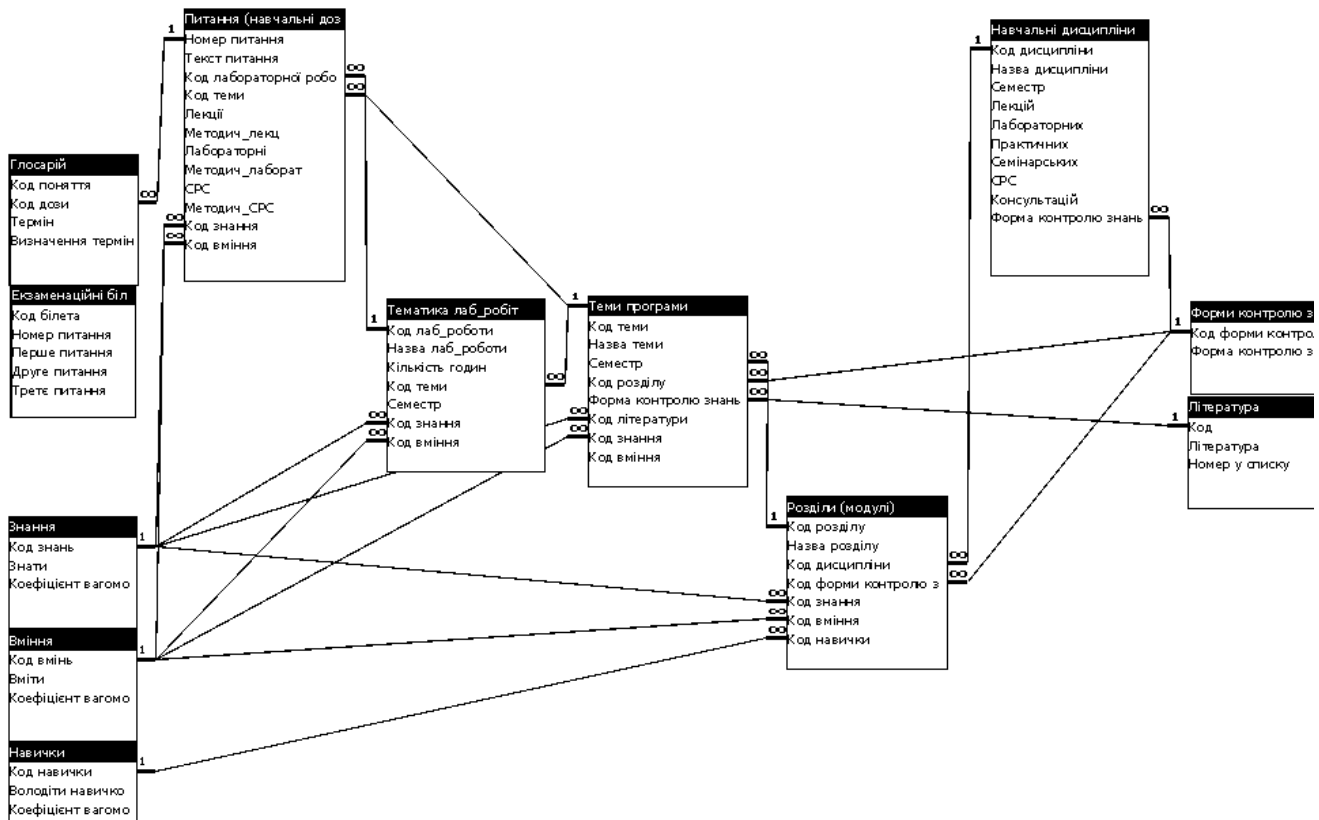 Питання (навчальні доз
Номер питання
Текст питання
Код лабораторної робо
Код теми
Лекції
Методич_лекц
Лабораторні
Методич_лаборат
СРС
Методич_СРС
Код знання
Код вміння
Навчальні дисципліни
Код дисципліни
Назва дисципліни
Семестр
Лекцій
Лабораторних
Практичних
Семінарських
СРС
Консультацій
Форма контролю знань
Глосарій
Код поняття
Код дози
Термін
Визначення термін
Екзаменаційні біл
Код білета
Номер питання
Перше питання
Друге питання
Третє питання
Тематика лаб_робіт
Код лаб_роботи
Назва лаб_роботи
Кількість годин
Код теми
Семестр
Код знання
Код вміння
Теми програми
Код теми
Назва теми
Семестр
Код розділу
Форма контролю знань
Код літератури
Код знання
Код вміння
Форми контролю з
Код форми контро
Форма контролю з
Література
Код
Література
Номер у списку
Розділи (модулі)
Код розділу
Назва розділу
Код дисципліни
Код форми контролю з
Код знання
Код вміння
Код навички
Знання
Код знань
Знати
Коефіцієнт вагомо
Вміння
Код вмінь
Вміти
Коефіцієнт вагомо
Навички
Код навички
Володіти навичко
Коефіцієнт вагомо